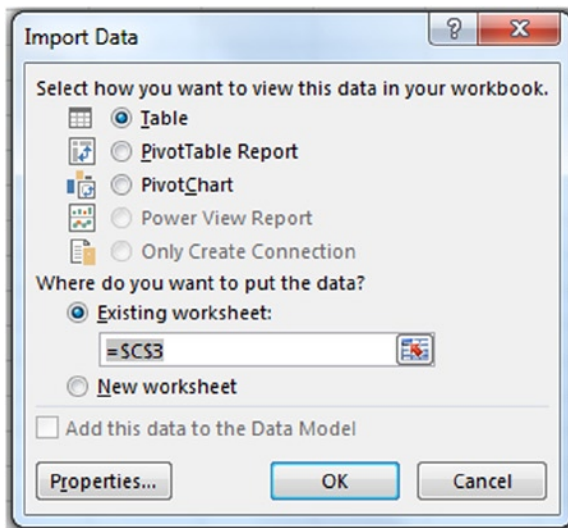 Import Data
Select how you want to view this data in your workbook.
Table
PivotTable Report
PivotChart
Power View Report
Only Create Connection
Where do you want to put the data?
Existing worksheet:
=$C$3
New worksheet
Add this data to the Data Model
Properties...
OK
Cancel